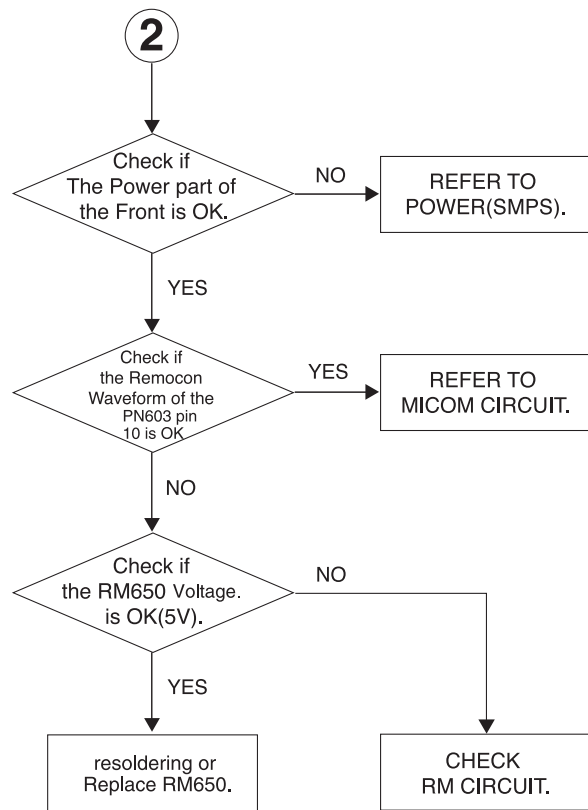 2
Check if
The Power part of
the Front is OK.
NO
REFER TO
POWER(SMPS).
YES
Check if
the Remocon
Waveform of the
PN603 pin
10 is OK
YES
REFER TO
MICOM CIRCUIT.
NO
Check if
the RM650 Voltage.
is OK(5V).
NO
YES
resoldering or
Replace RM650.
CHECK
RM CIRCUIT.